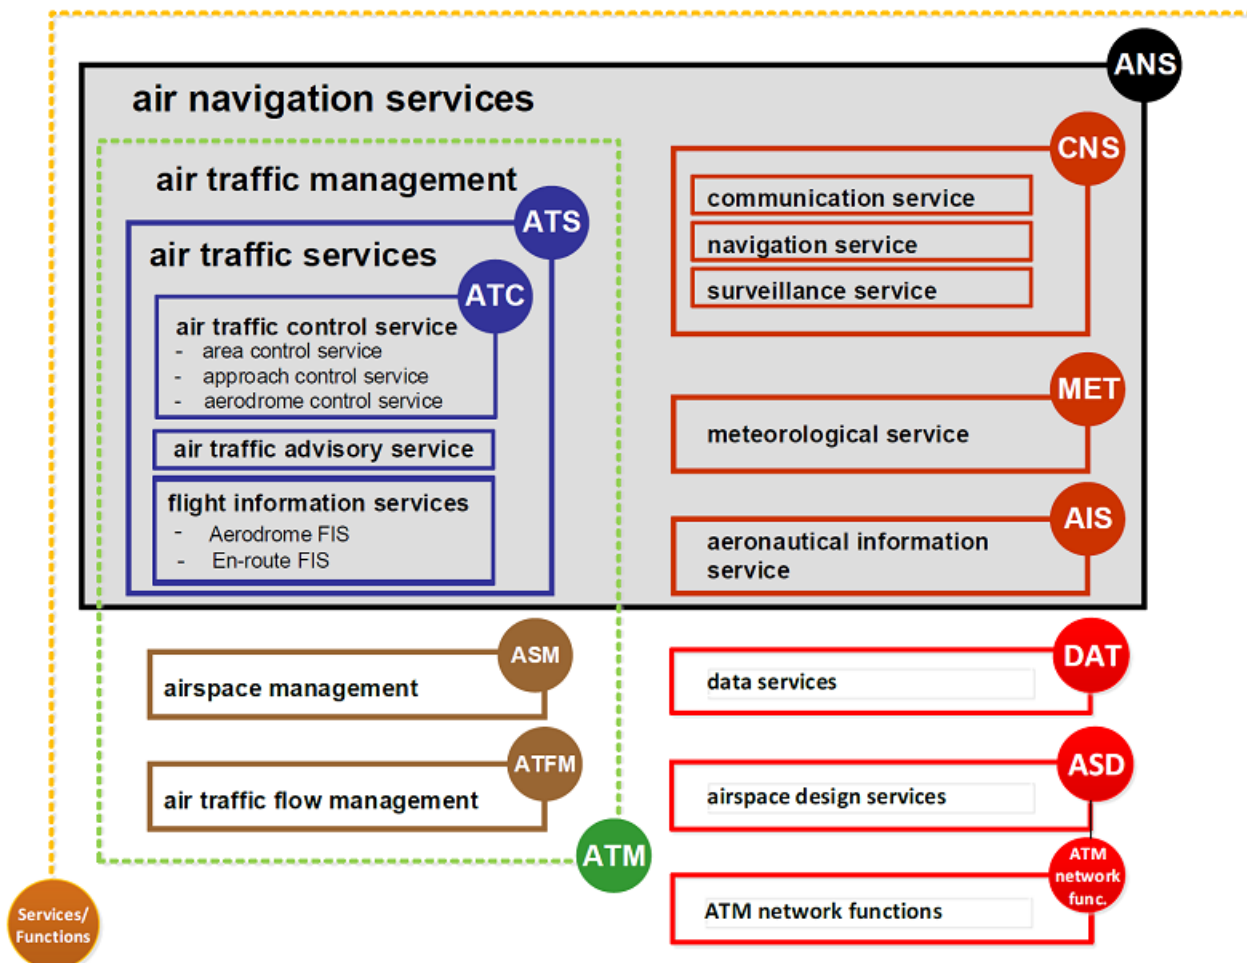 ANS
air navigation services
air traffic management
ATS
air traffic services
ATC
air traffic control service
- area control service
- approach control service
- aerodrome control service
air traffic advisory service
flight information services
- Aerodrome FIS
- En-route FIS
CNS
communication service
navigation service
surveillance service
MET
meteorological service
AIS
aeronautical information
service
ASM
airspace management
ATFM
air traffic flow management
ATM
DAT
data services
ASD
airspace design services
ATM
network
func.
ATM network functions
Services/
Functions